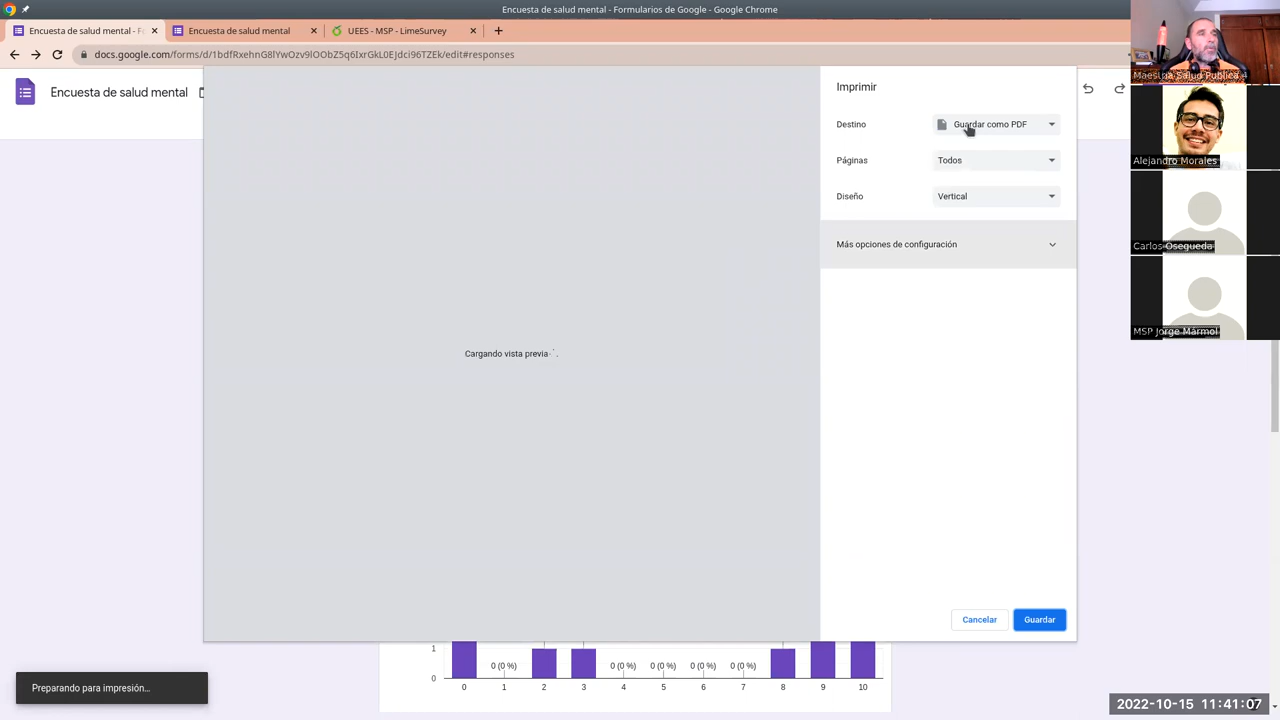 Encuesta de salud mental - Formularios de Google - Google Chrome
Encuesta de salud mental - F
Encuesta de salud mental
UEES - MSP - LimeSurvey
docs.google.com/forms/d/1bdfRxehnG8lYwOzv9lOObZ5q6IxrGkL0EJdci96TZEk/edit#responses
Encuesta de salud mental
Imprimir
Destino
Guardar como PDF
Páginas
Todos
Diseño
Vertical
Más opciones de configuración
Cargando vista previa
Cancelar
Guardar
Maestria Salud Publica 4
Alejandro Morales
Carlos Osegueda
MSP Jorge Mármol
1
0
0 (0 %)
0 (0 %)
0 (0 %)
0 (0 %)
0 (0 %)
0 1 2 3 4 5 6 7 8 9 10
Preparando para impresión...
2022-10-15 11:41:07